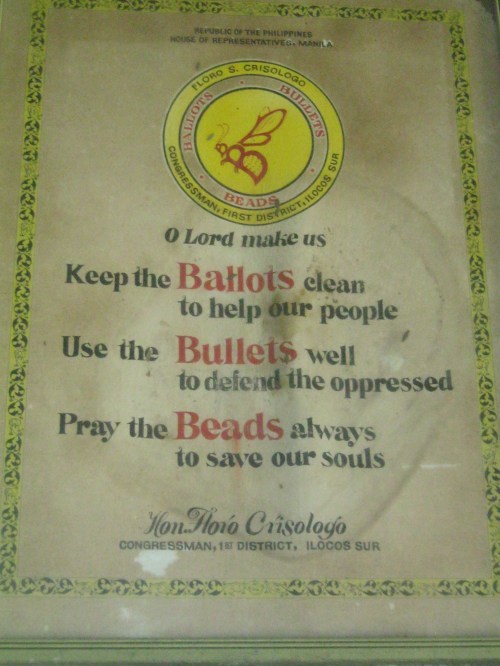 REPUBLIC OF THE PHILIPPINES
HOUSE OF REPRESENTATIVES, MANILA
FLORO S. CRISOLOGO
BALLOTS
BULLETS
B
BEADS
CONGRESSMAN, FIRST DISTRICT, ILOCOS SUR
O Lord make us
Keep the Ballots clean
to help our people
Use the Bullets well
to defend the oppressed
Pray the Beads always
to save our souls
Hon. Floro Crisologo
CONGRESSMAN, 1ST DISTRICT, ILOCOS SUR